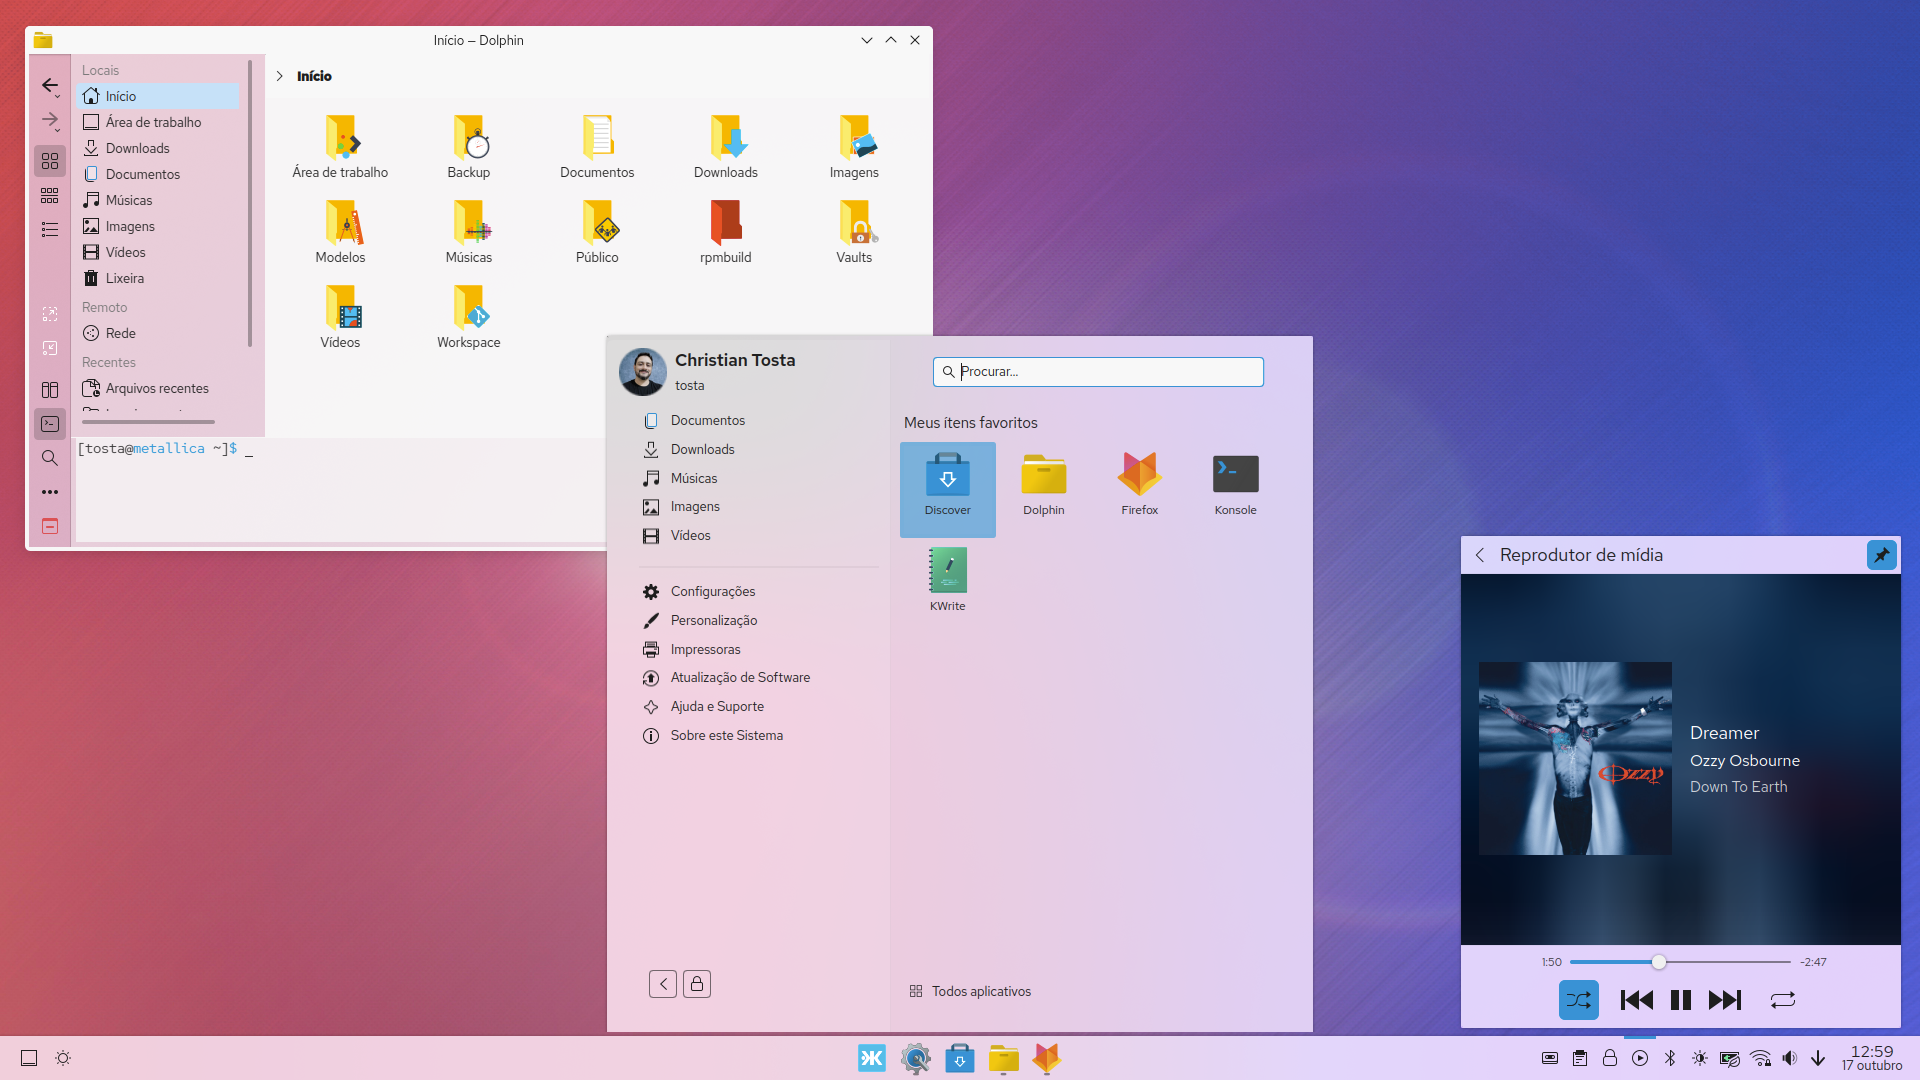 Início — Dolphin
Locais
Início
Área de trabalho
Downloads
Documentos
Músicas
Imagens
Vídeos
Lixeira
Remoto
Rede
Recentes
Arquivos recentes
Início
Área de trabalho
Backup
Documentos
Downloads
Imagens
Modelos
Músicas
Público
rpmbuild
Vaults
Vídeos
Workspace
[tosta@metallica ~]$ _
Christian Tosta
tosta
Documentos
Downloads
Músicas
Imagens
Vídeos
Configurações
Personalização
Impressoras
Atualização de Software
Ajuda e Suporte
Sobre este Sistema
Procurar...
Meus ítens favoritos
Discover
Dolphin
Firefox
Konsole
KWrite
Todos aplicativos
Reprodutor de mídia
Ozzy
Dreamer
Ozzy Osbourne
Down To Earth
1:50
-2:47
12:59
17 outubro